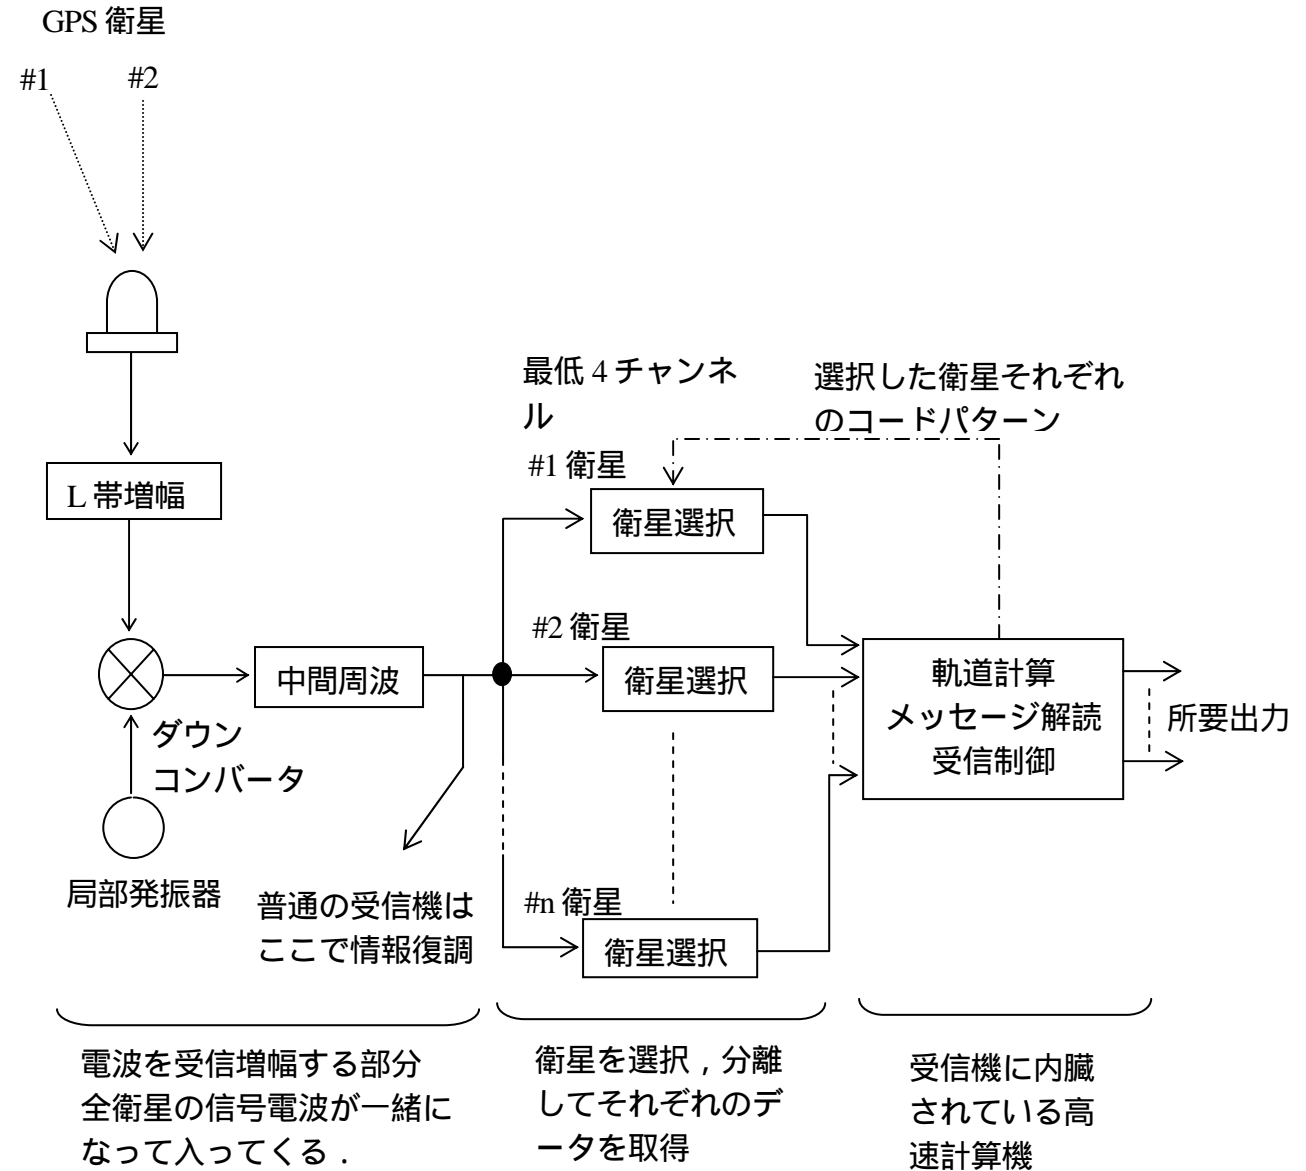 GPS 衛星
#1
#2
最低 4 チャンネ
ル
選択した衛星それぞれ
のコードパターン
#1 衛星
L 帯増幅
衛星選択
#2 衛星
中間周波
衛星選択
軌道計算
メッセージ解読
受信制御
所要出力
ダウン
コンバータ
局部発振器
普通の受信機は
ここで情報復調
#n 衛星
衛星選択
電波を受信増幅する部分
全衛星の信号電波が一緒に
なって入ってくる．
衛星を選択，分離
してそれぞれのデ
ータを取得
受信機に内臓
されている高
速計算機